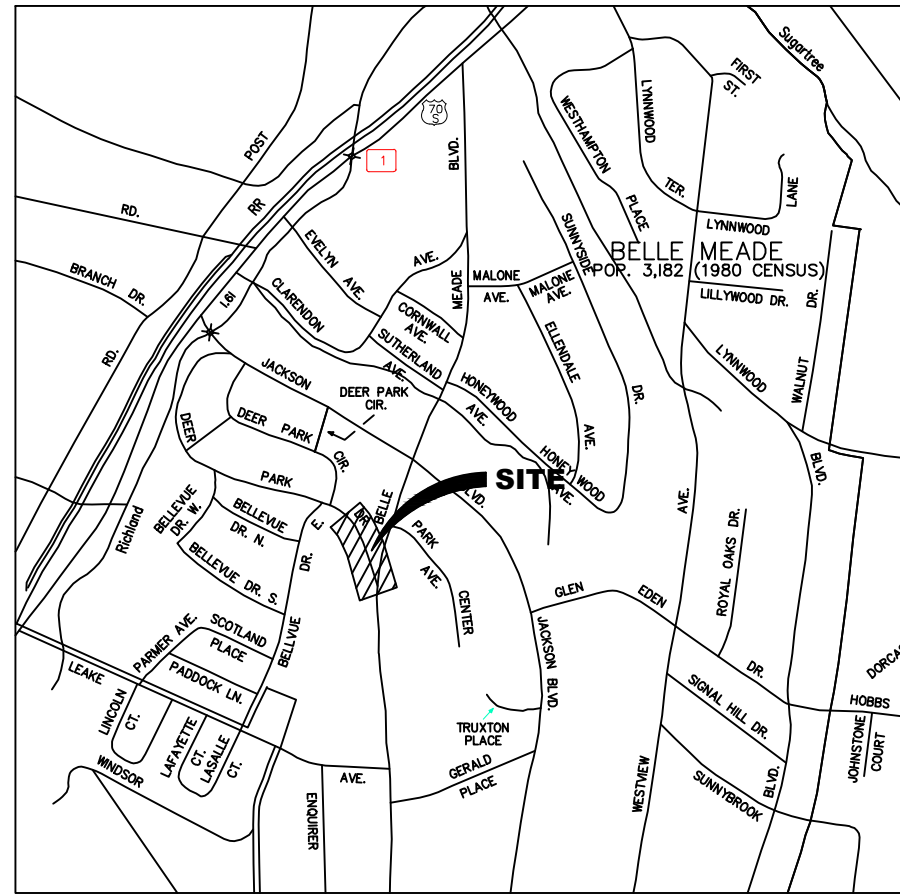 Sugartree
FIRST
ST.
70
S
LYNNWOOD
WESTHAMPTON
PLACE
POST
BLVD.
1
RR
TER.
LANE
RD.
LYNNWOOD
SUNNYSIDE
EVELYN
AVE.
AVE.
BELLE MEADE
POP. 3,182 (1980 CENSUS)
BRANCH DR.
MEADE
MALONE
AVE.
MALONE
AVE.
LILLYWOOD DR.
DR.
1.61
CLARENDON
AVE.
CORNWALL
AVE.
SUTHERLAND
ELLENDALE
AVE.
RD.
JACKSON
BLVD.
HONEYWOOD
AVE.
DR.
LYNNWOOD
BLVD.
WALNUT
DEER PARK
CIR.
DEER PARK
CIR.
DEER
PARK
HONEY WOOD
AVE.
SITE
BELLE
DR.
Richland
BELLEVUE
DR. W.
BELLEVUE
DR. N.
E.
DR.
BELLVUE
PARK
AVE.
AVE.
ROYAL OAKS DR.
BELLEVUE DR. S.
CENTER
GLEN
EDEN
DR.
PARMER AVE.
SCOTLAND
PLACE
JACKSON BLVD.
DORCAS
LEAKE
AVE.
PADDOCK LN.
LINCOLN
CT.
SIGNAL HILL DR.
HOBBS
LAFAYETTE
CT.
LASALLE
CT.
TRUXTON
PLACE
JOHNSTONE
COURT
WINDSOR
GERALD
PLACE
BLVD.
ENQUIRER
WESTVIEW
SUNNYBROOK